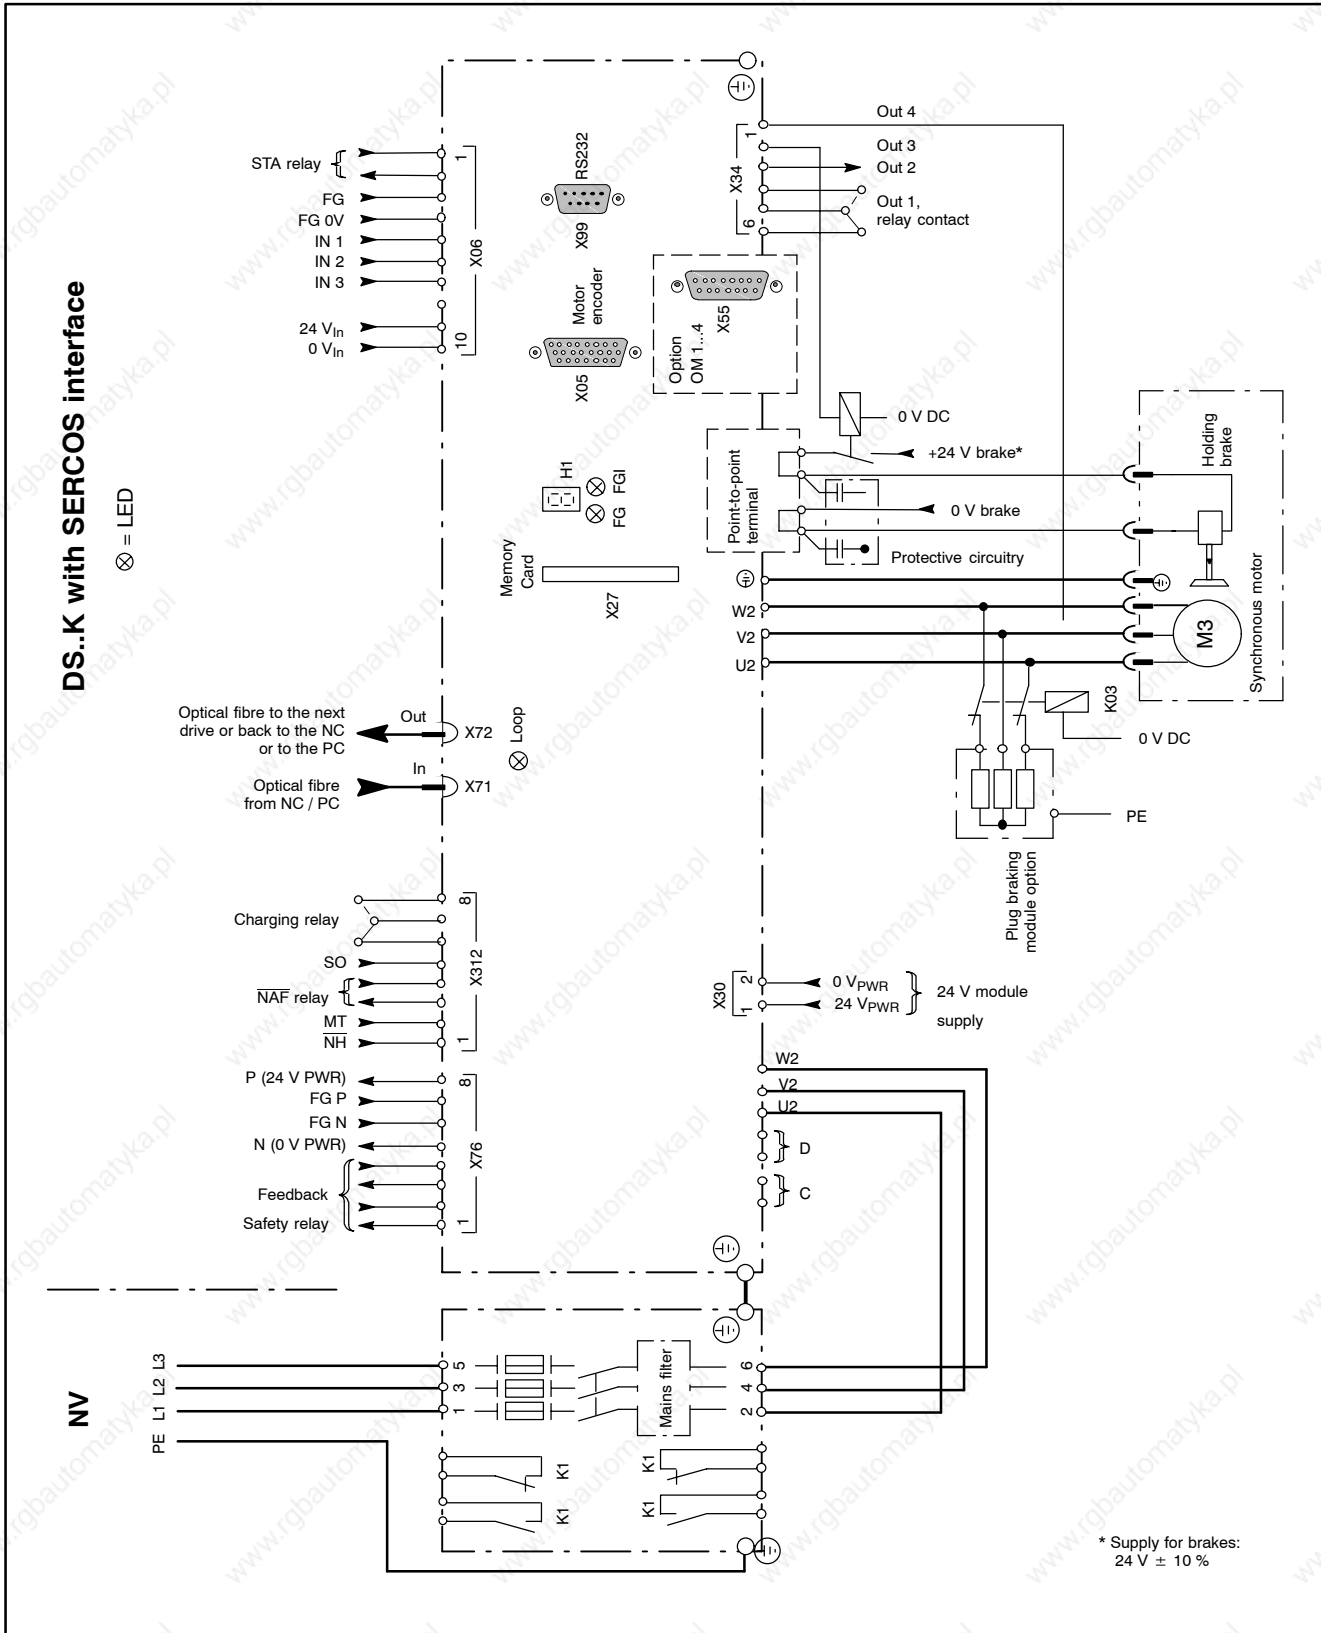 DS..K with SERCOS interface
⊗ = LED
STA relay
FG
FG 0V
IN 1
IN 2
IN 3
24 VIn
0 VIn
1
X06
10
RS232
X99
Motor
encoder
X05
X55
Option
OM 1...4
1
X34
6
Out 4
Out 3
Out 2
Out 1,
relay contact
0 V DC
+24 V brake*
0 V brake
Protective circuitry
Point-to-point
terminal
Holding
brake
H1
FG FGI
Memory
Card
X27
W2
V2
U2
M3
Synchronous motor
K03
0 V DC
PE
Plug braking
module option
Optical fibre to the next
drive or back to the NC
or to the PC
Out
X72
Loop
In
X71
Optical fibre
from NC / PC
Charging relay
SO
NAF relay
MT
NH
8
X312
1
X30
2
1
0 VPWR
24 VPWR
24 V module
supply
P (24 V PWR)
FG P
FG N
N (0 V PWR)
Feedback
Safety relay
8
X76
1
W2
V2
U2
D
C
NV
L3
L2
L1
PE
5
3
1
Mains filter
6
4
2
K1
K1
K1
K1
* Supply for brakes:
24 V ± 10 %
www.rgbautomatyka.pl